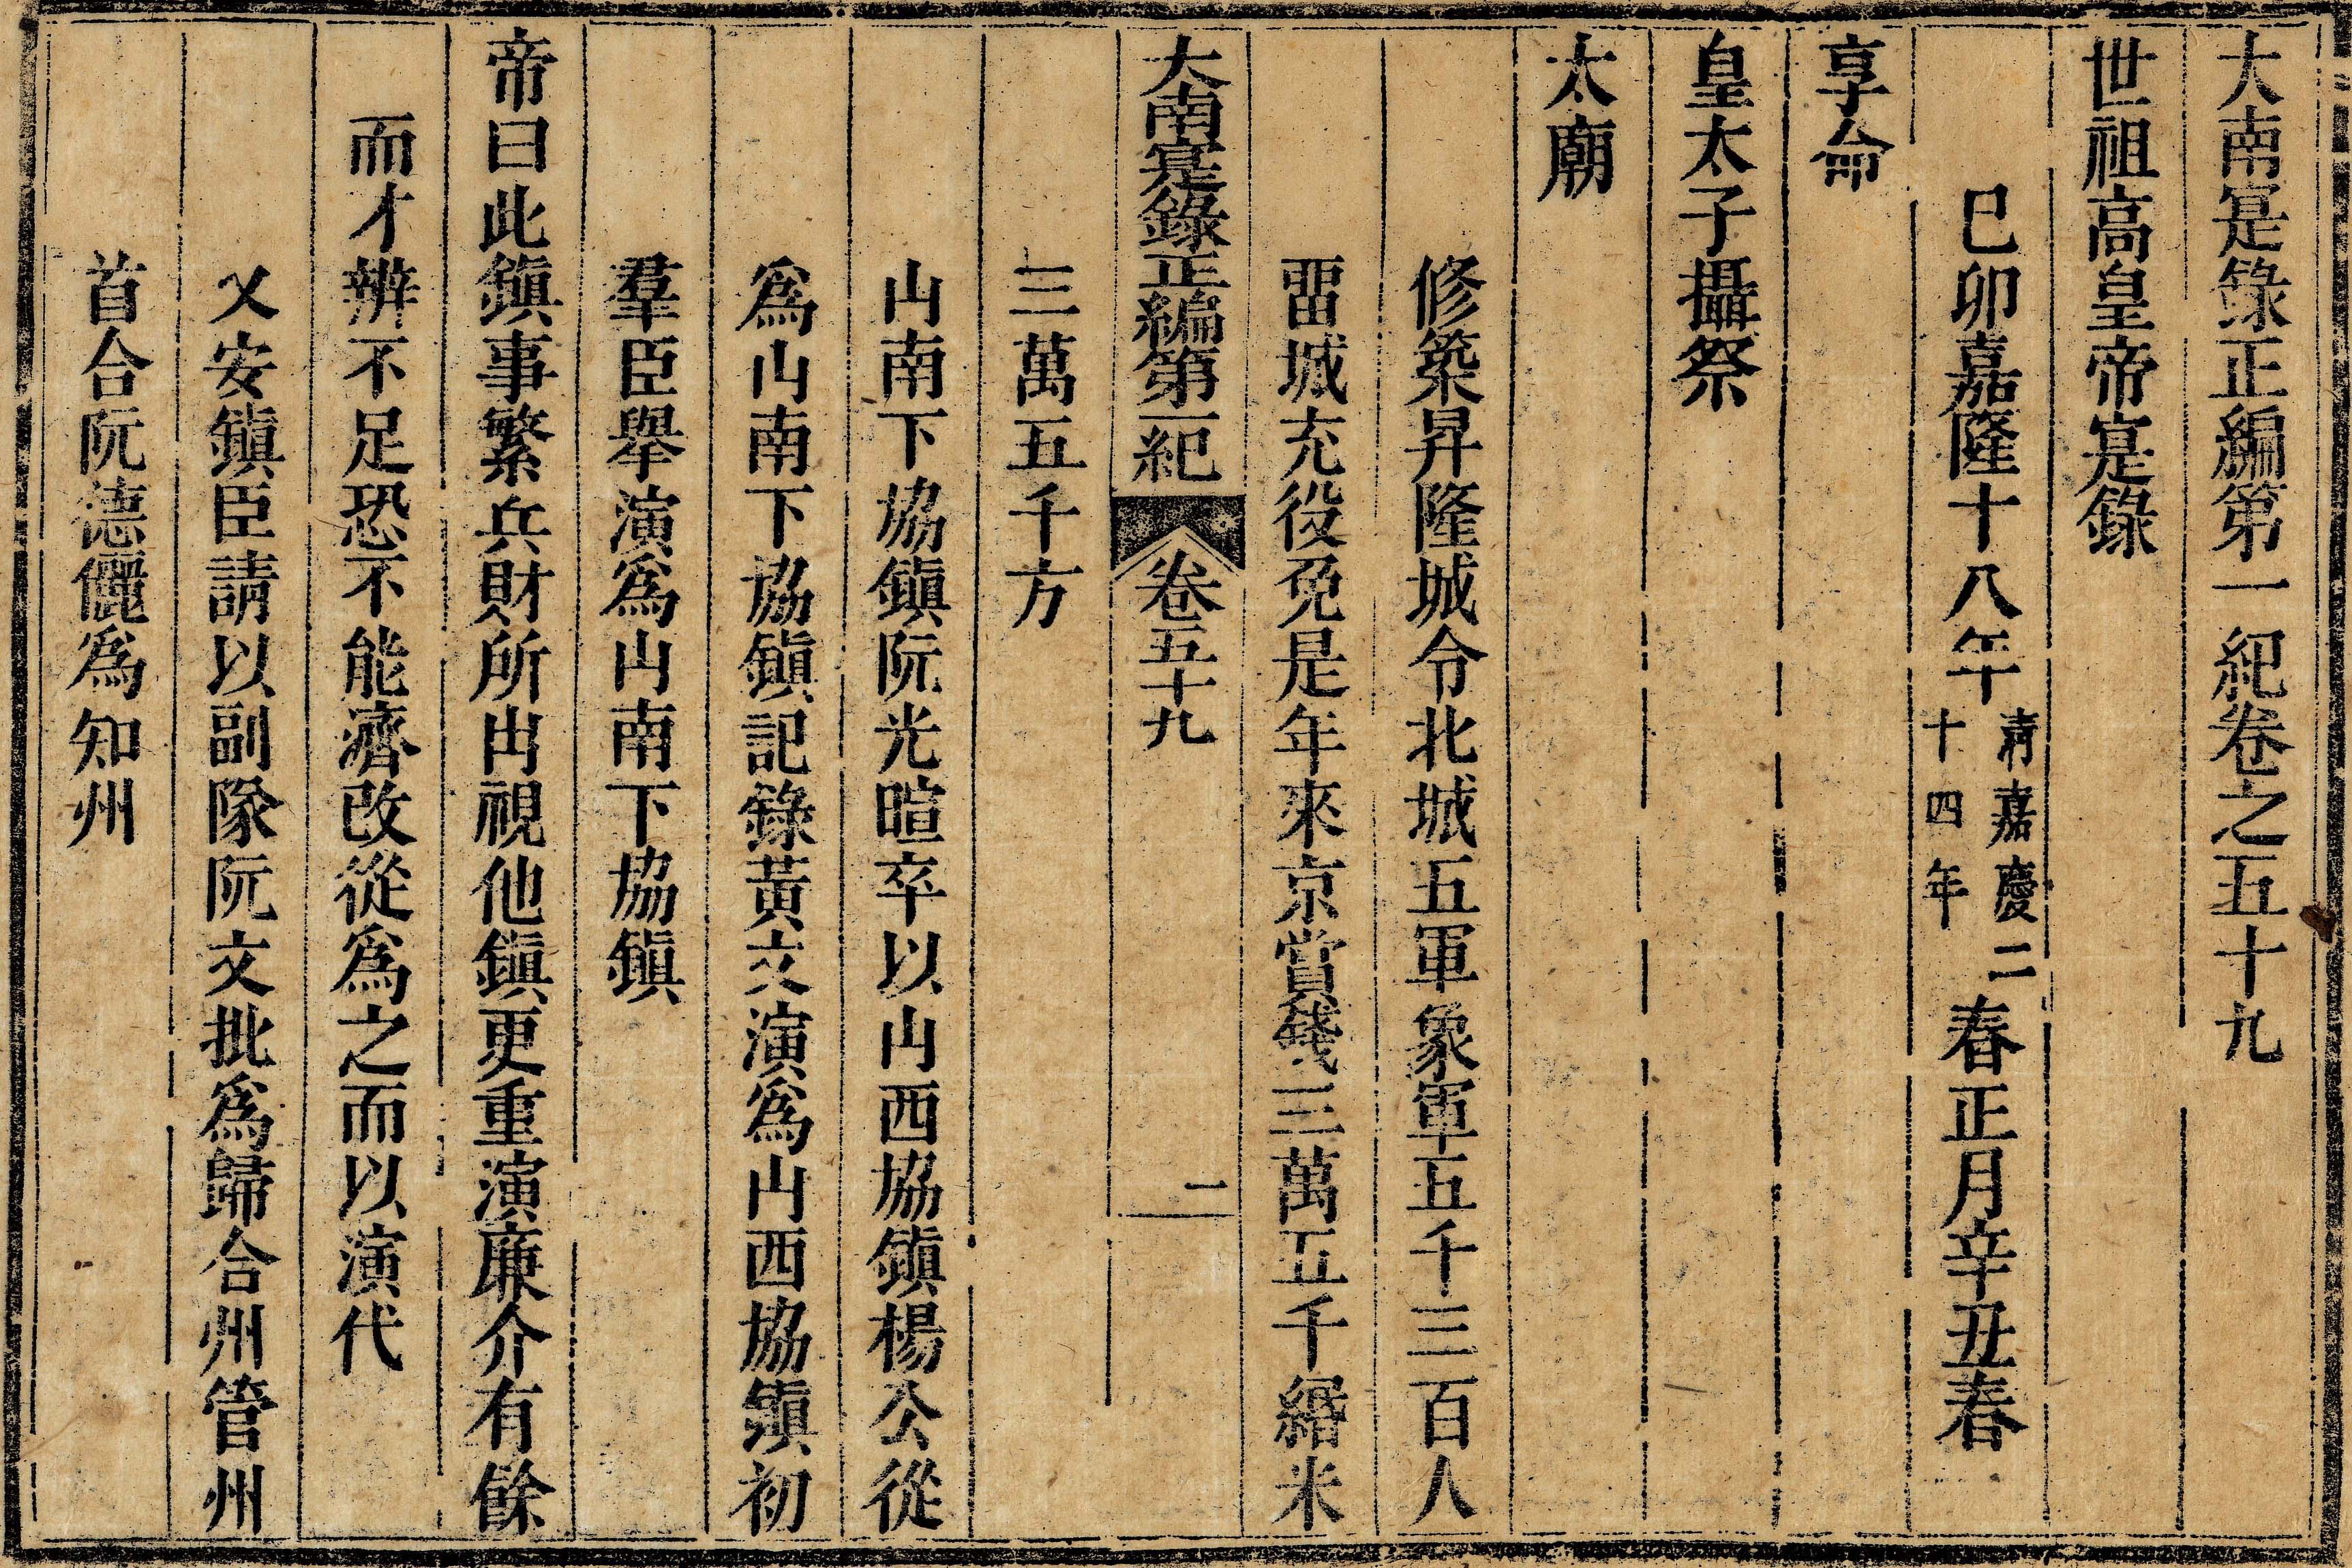 大南寔錄正編第一紀卷之五十九
世祖高皇帝寔錄
己卯嘉隆十八年清嘉慶二十四年春正月辛丑春
享命
皇太子攝祭
太廟
修築昇隆城令北城五軍象軍五千三百人
畱城充役免是年來京賞錢三萬五千緡米
大南寔錄正編第一紀 卷五十九 一
三萬五千方
山南下協鎮阮光暄卒以山西協鎮楊公從
爲山南下協鎮記錄黃文演爲山西協鎮初
羣臣舉演爲山南下協鎮
帝曰此鎮事繁兵財所出視他鎮更重演廉介有餘
而才辨不足恐不能濟改從爲之而以演代
乂安鎮臣請以副隊阮文批爲歸合州管州
首合阮德儷爲知州